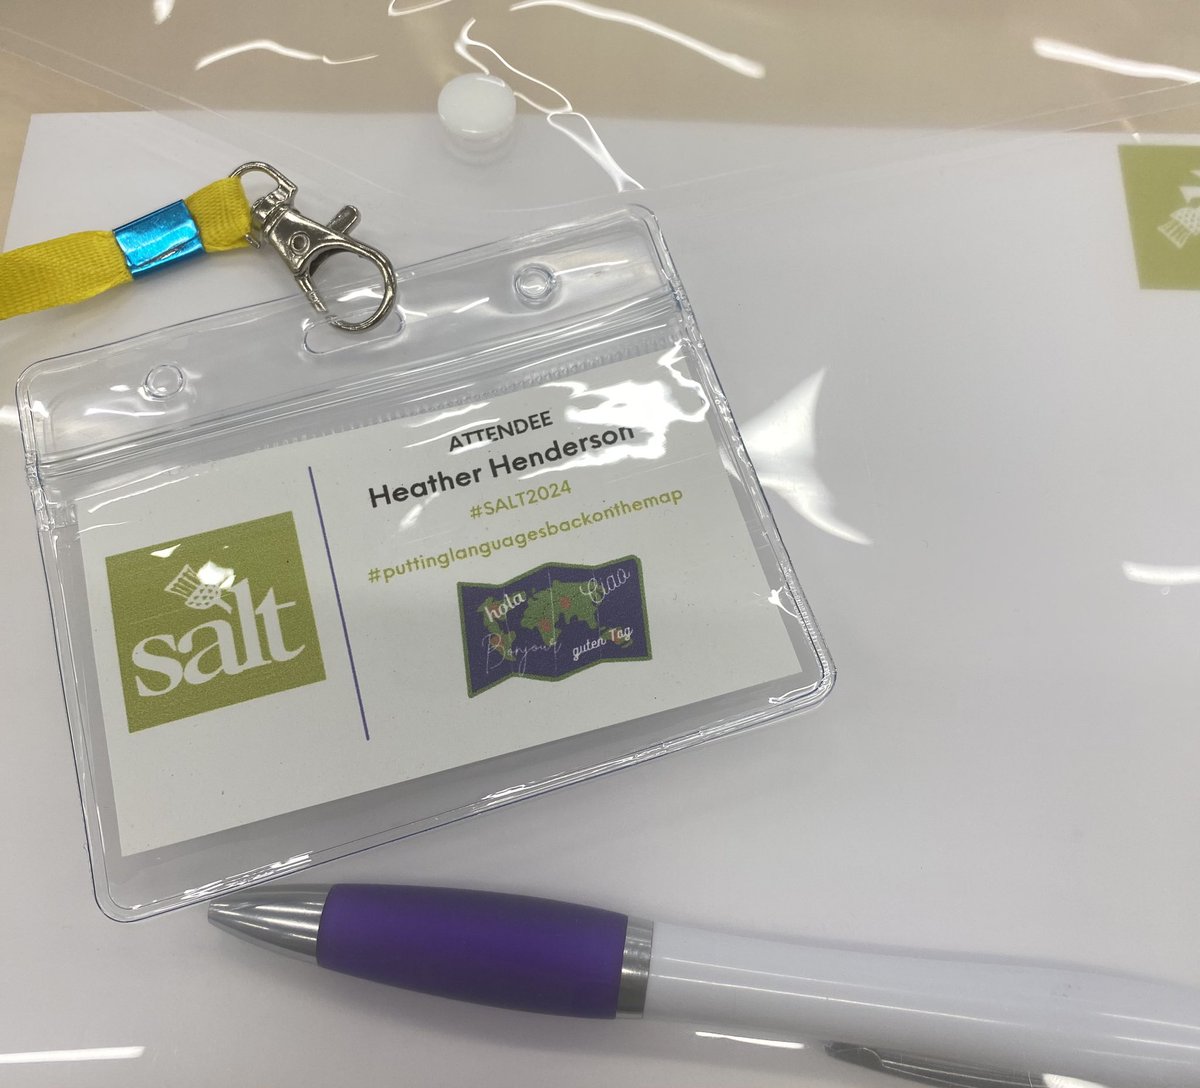 ATTENDEE
Heather Henderson
#SALT2024
#puttinglanguagesbackonthemap
salt
hola
Ciao
Bonjour
guten Tag